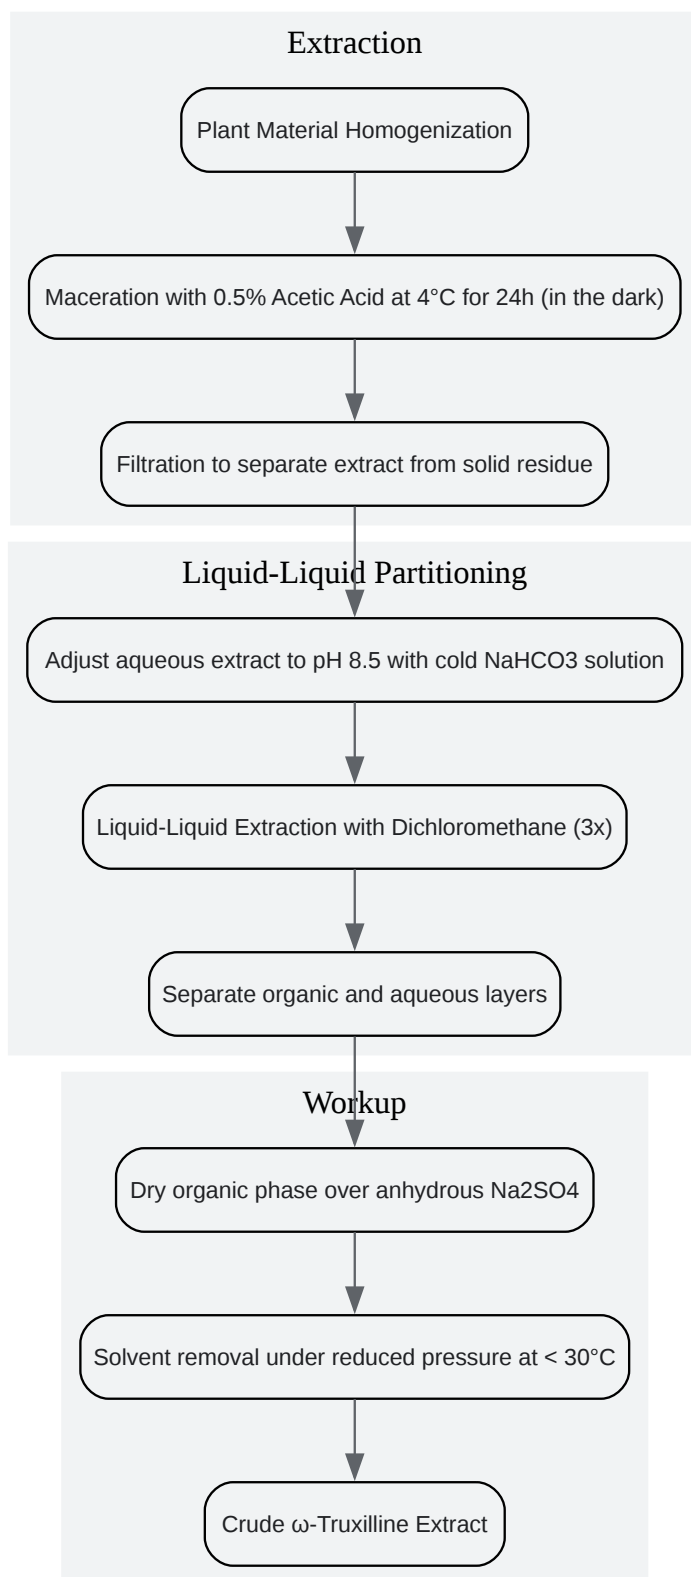 Extraction
Plant Material Homogenization
Maceration with 0.5% Acetic Acid at 4°C for 24h (in the dark)
Filtration to separate extract from solid residue
Liquid-Liquid Partitioning
Adjust aqueous extract to pH 8.5 with cold NaHCO3 solution
Liquid-Liquid Extraction with Dichloromethane (3x)
Separate organic and aqueous layers
Workup
Dry organic phase over anhydrous Na2SO4
Solvent removal under reduced pressure at < 30°C
Crude ω-Truxilline Extract